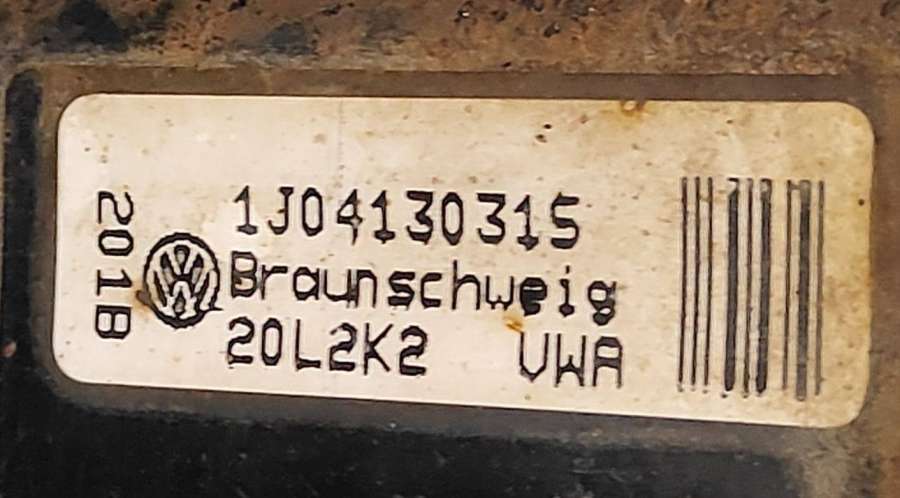 1J0413031S
Braunschweig
20L2K2 VWA
201B